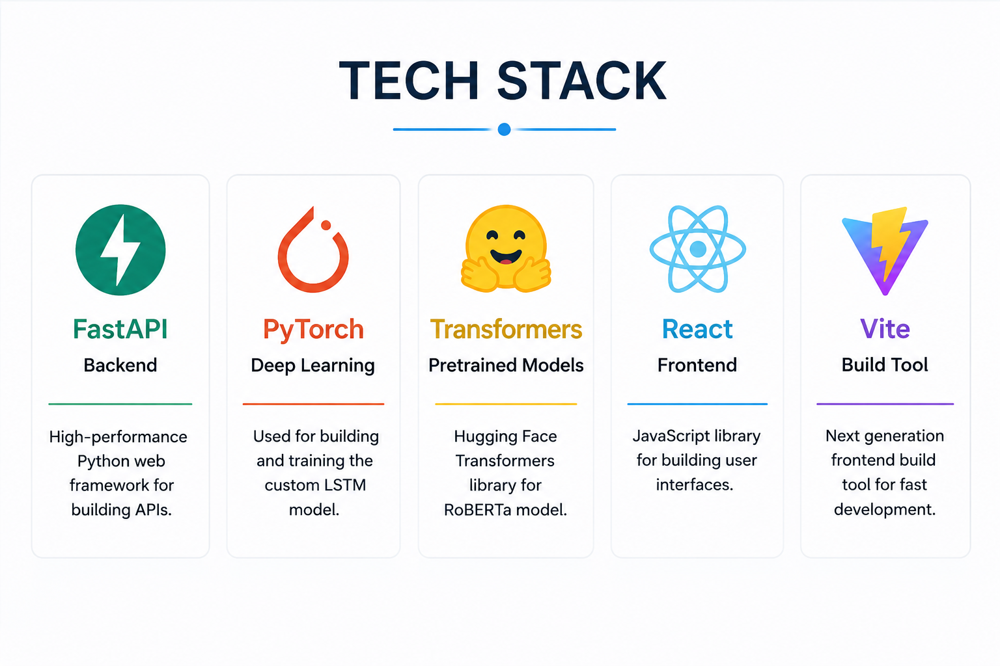 TECH STACK
FastAPI
Backend
High-performance
Python web
framework for
building APIs.
PyTorch
Deep Learning
Used for building
and training the
custom LSTM
model.
Transformers
Pretrained Models
Hugging Face
Transformers
library for
RoBERTa model.
React
Frontend
JavaScript library
for building user
interfaces.
Vite
Build Tool
Next generation
frontend build
tool for fast
development.